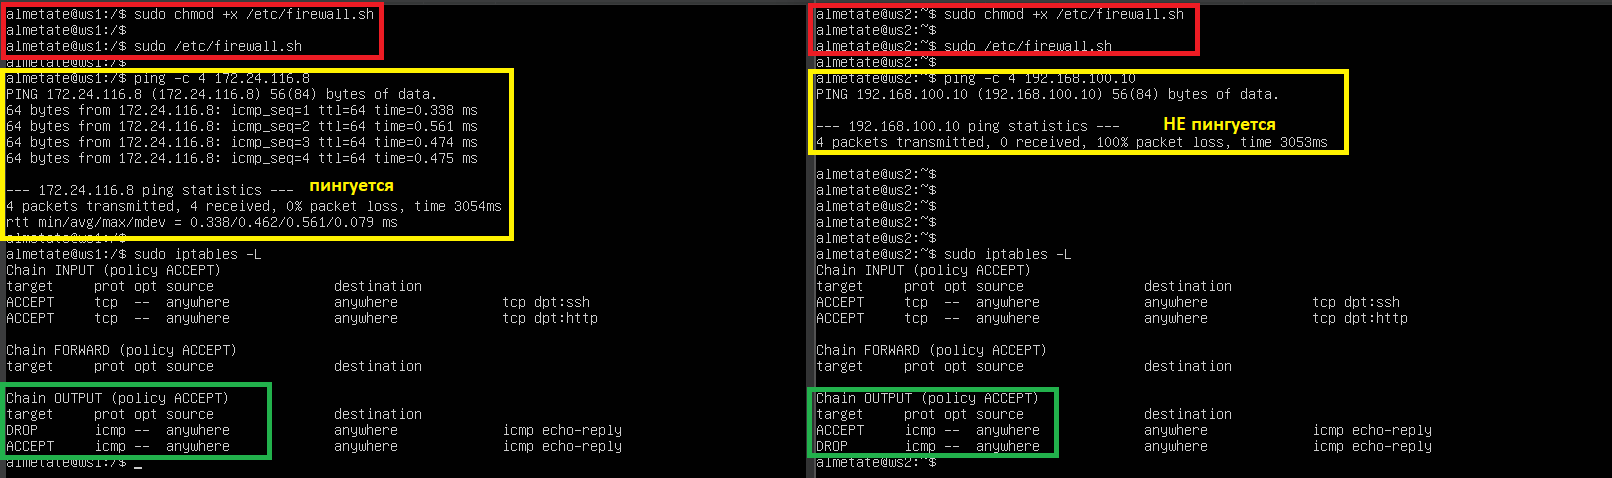 almetate@ws1:/$ sudo chmod +x /etc/firewall.sh
almetate@ws1:/$
almetate@ws1:/$ sudo /etc/firewall.sh
almetate@ws1:/$
almetate@ws1:/$ ping -c 4 172.24.116.8
PING 172.24.116.8 (172.24.116.8) 56(84) bytes of data.
64 bytes from 172.24.116.8: icmp_seq=1 ttl=64 time=0.338 ms
64 bytes from 172.24.116.8: icmp_seq=2 ttl=64 time=0.561 ms
64 bytes from 172.24.116.8: icmp_seq=3 ttl=64 time=0.474 ms
64 bytes from 172.24.116.8: icmp_seq=4 ttl=64 time=0.475 ms
--- 172.24.116.8 ping statistics --- пингуется
4 packets transmitted, 4 received, 0% packet loss, time 3054ms
rtt min/avg/max/mdev = 0.338/0.462/0.561/0.079 ms
almetate@ws1:/$
almetate@ws1:/$ sudo iptables -L
Chain INPUT (policy ACCEPT)
target prot opt source destination
ACCEPT tcp -- anywhere anywhere tcp dpt:ssh
ACCEPT tcp -- anywhere anywhere tcp dpt:http
Chain FORWARD (policy ACCEPT)
target prot opt source destination
Chain OUTPUT (policy ACCEPT)
target prot opt source destination
DROP icmp -- anywhere anywhere icmp echo-reply
ACCEPT icmp -- anywhere anywhere icmp echo-reply
almetate@ws1:/$ _
almetate@ws2:~$ sudo chmod +x /etc/firewall.sh
almetate@ws2:~$
almetate@ws2:~$ sudo /etc/firewall.sh
almetate@ws2:~$
almetate@ws2:~$ ping -c 4 192.168.100.10
PING 192.168.100.10 (192.168.100.10) 56(84) bytes of data.
--- 192.168.100.10 ping statistics --- НЕ пингуется
4 packets transmitted, 0 received, 100% packet loss, time 3053ms
almetate@ws2:~$
almetate@ws2:~$
almetate@ws2:~$
almetate@ws2:~$
almetate@ws2:~$
almetate@ws2:~$ sudo iptables -L
Chain INPUT (policy ACCEPT)
target prot opt source destination
ACCEPT tcp -- anywhere anywhere tcp dpt:ssh
ACCEPT tcp -- anywhere anywhere tcp dpt:http
Chain FORWARD (policy ACCEPT)
target prot opt source destination
Chain OUTPUT (policy ACCEPT)
target prot opt source destination
ACCEPT icmp -- anywhere anywhere icmp echo-reply
DROP icmp -- anywhere anywhere icmp echo-reply
almetate@ws2:~$